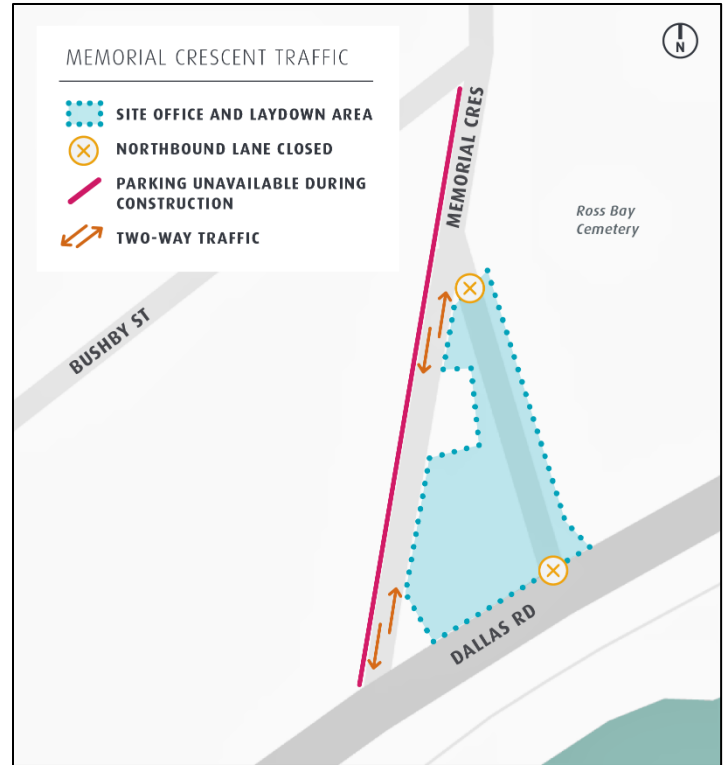 MEMORIAL CRESCENT TRAFFIC
SITE OFFICE AND LAYDOWN AREA
NORTHBOUND LANE CLOSED
PARKING UNAVAILABLE DURING
CONSTRUCTION
TWO-WAY TRAFFIC
N
MEMORIAL CRES
Ross Bay
Cemetery
BUSHBY ST
DALLAS RD